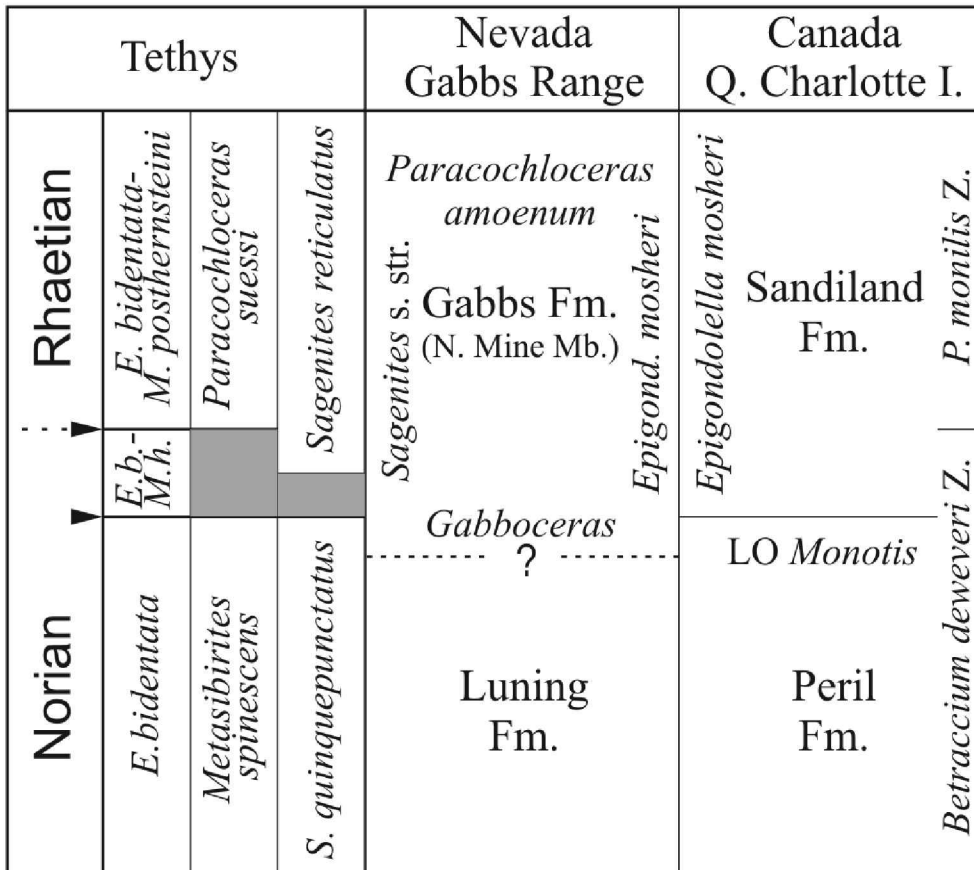 Tethys
Nevada
Gabbs Range
Canada
Q. Charlotte I.
Rhaetian
E. bidentata-
M. posthernsteini
Paracochloceras
suessi
Sagenites reticulatus
Paracochloceras
amoenum
Sagenites s. str.
Gabbs Fm.
(N. Mine Mb.)
Epigond. mosheri
Epigondolella mosheri
Sandiland
Fm.
P. monilis Z.
E.b.-
M.h.
Gabboceras
?
LO Monotis
Norian
E.bidentata
Metasibirites
spinescens
S. quinquepunctatus
Luning
Fm.
Peril
Fm.
Betraccium deweveri Z.